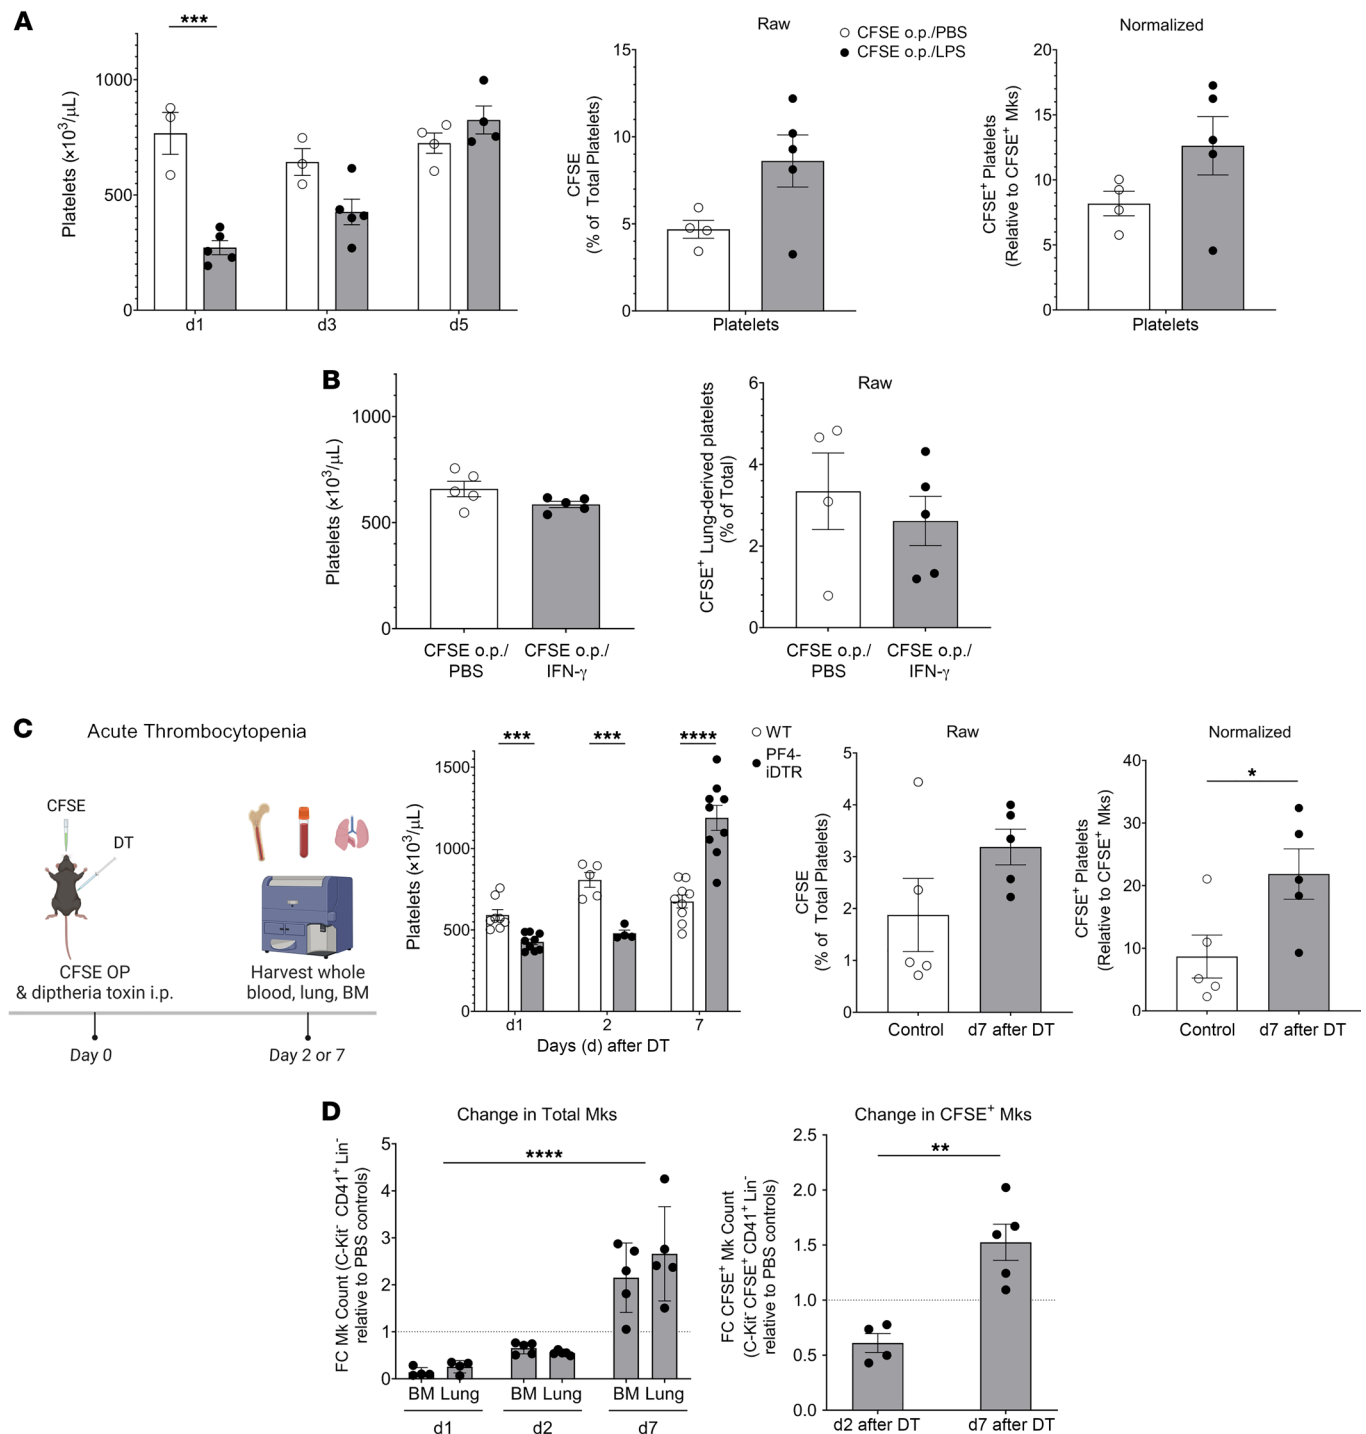 A
***
Platelets (×10³/μL)
1000
500
0
d1
d3
d5
Raw
CFSE
(% of Total Platelets)
15
10
5
0
Platelets
CFSE o.p./PBS
CFSE o.p./LPS
Normalized
CFSE⁺ Platelets
(Relative to CFSE⁺ Mks)
20
15
10
5
0
Platelets
B
Platelets (×10³/μL)
1000
500
0
CFSE o.p./
PBS
CFSE o.p./
IFN-γ
Raw
CFSE⁺ Lung-derived platelets
(% of Total)
6
4
2
0
CFSE o.p./
PBS
CFSE o.p./
IFN-γ
C
Acute Thrombocytopenia
CFSE
DT
CFSE OP
& diptheria toxin i.p.
Harvest whole
blood, lung, BM
Day 0
Day 2 or 7
Platelets (×10³/μL)
1500
1000
500
0
***
***
****
d1
2
7
Days (d) after DT
WT
PF4-
iDTR
Raw
CFSE
(% of Total Platelets)
5
4
3
2
1
0
Control
d7 after DT
Normalized
*
CFSE⁺ Platelets
(Relative to CFSE⁺ Mks)
40
30
20
10
0
Control
d7 after DT
D
Change in Total Mks
****
FC Mk Count (C-Kit⁻ CD41⁺ Lin⁻
relative to PBS controls)
5
4
3
2
1
0
BM Lung
BM Lung
BM Lung
d1
d2
d7
Change in CFSE⁺ Mks
**
FC CFSE⁺ Mk Count
(C-Kit⁻ CFSE⁺ CD41⁺ Lin⁻
relative to PBS controls)
2.5
2.0
1.5
1.0
0.5
0.0
d2 after DT
d7 after DT